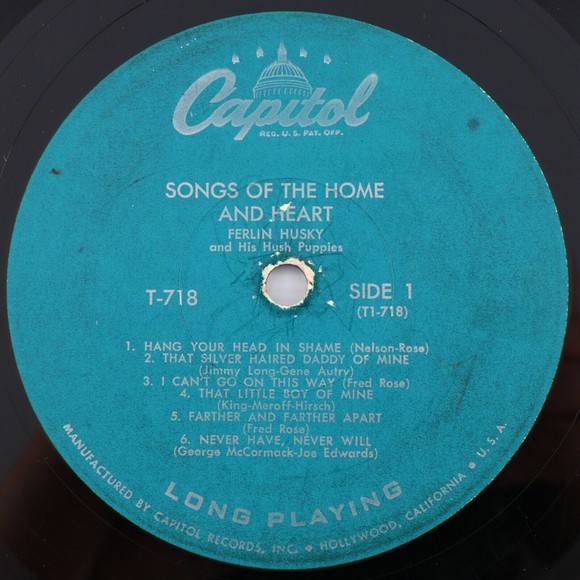 Capitol
REG. U.S. PAT. OFF.
SONGS OF THE HOME
AND HEART
FERLIN HUSKY
and His Hush Puppies
T-718
SIDE 1
(T1-718)
1. HANG YOUR HEAD IN SHAME (Nelson-Rose)
2. THAT SILVER HAIRED DADDY OF MINE
(Jimmy Long-Gene Autry)
3. I CAN'T GO ON THIS WAY (Fred Rose)
4. THAT LITTLE BOY OF MINE
(King-Meroff-Hirsch)
5. FARTHER AND FARTHER APART
(Fred Rose)
6. NEVER HAVE, NEVER WILL
(George McCormack-Joe Edwards)
LONG PLAYING
MANUFACTURED BY CAPITOL RECORDS, INC. • HOLLYWOOD, CALIFORNIA • U.S.A.